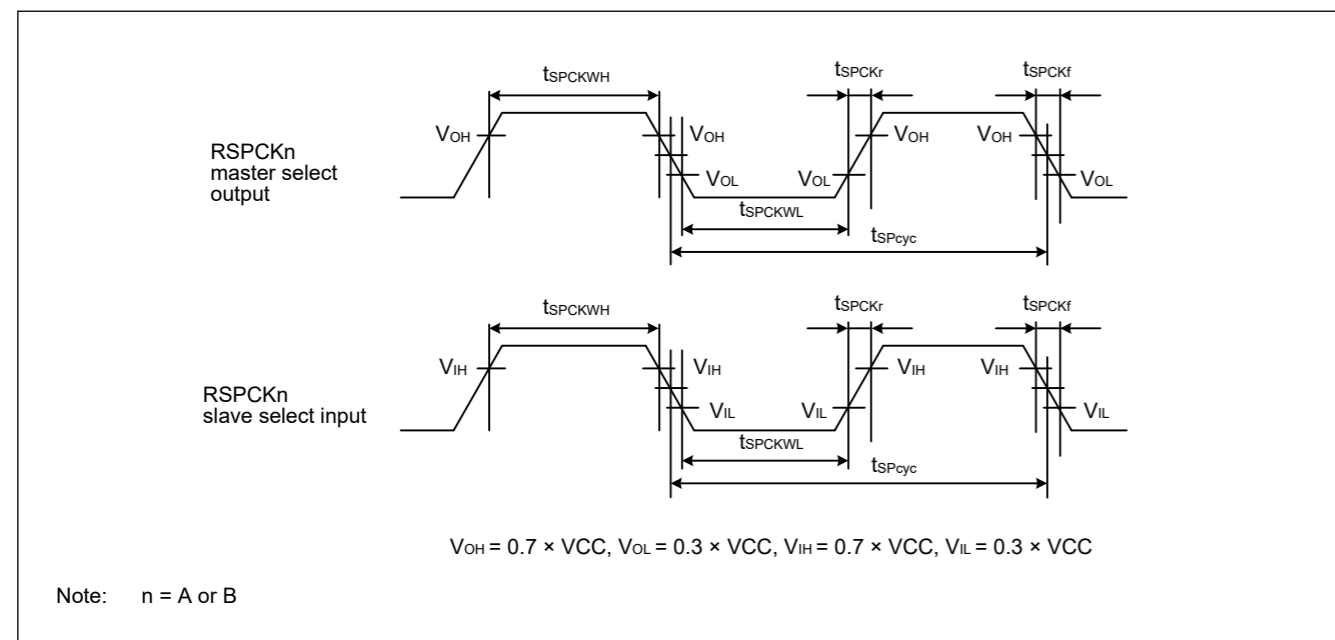 tSPCKWH
tSPCKr
tSPCKf
VOH
VOH
VOH
VOH
RSPCKn
master select
output
VOL
VOL
VOL
tSPCKWL
tSPcyc
tSPCKWH
tSPCKr
tSPCKf
VIH
VIH
VIH
VIH
RSPCKn
slave select input
VIL
VIL
VIL
tSPCKWL
tSPcyc
VOH = 0.7 × VCC, VOL = 0.3 × VCC, VIH = 0.7 × VCC, VIL = 0.3 × VCC
Note: n = A or B